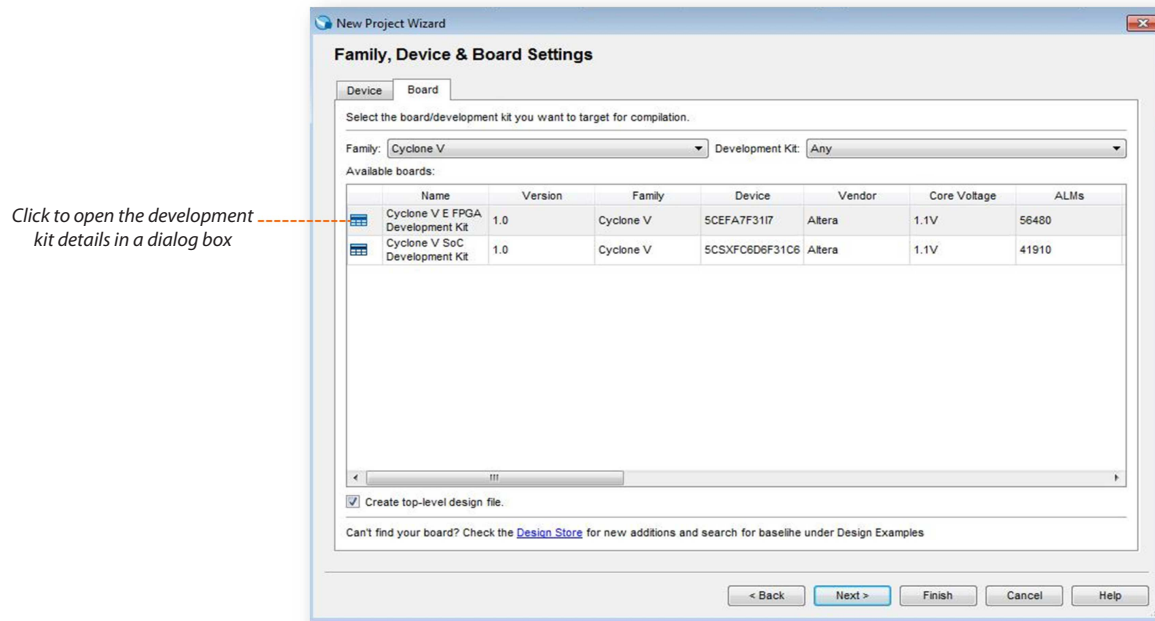 New Project Wizard
Family, Device & Board Settings
Device Board
Select the board/development kit you want to target for compilation.
Family: Cyclone V Development Kit: Any
Available boards:
Name Version Family Device Vendor Core Voltage ALMs
Cyclone V E FPGA
Development Kit 1.0 Cyclone V 5CEFA7F31I7 Altera 1.1V 56480
Cyclone V SoC
Development Kit 1.0 Cyclone V 5CSXFC6D6F31C6 Altera 1.1V 41910
Click to open the development
kit details in a dialog box
Create top-level design file.
Can't find your board? Check the Design Store for new additions and search for baselihe under Design Examples
< Back Next > Finish Cancel Help